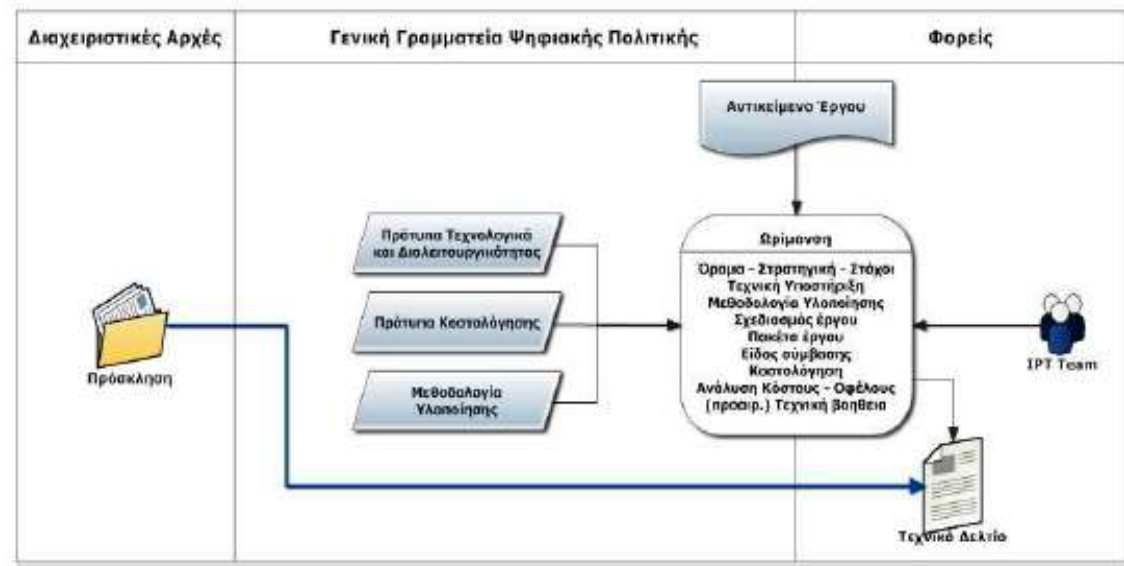 Διαχειριστικές Αρχές
Γενική Γραμματεία Ψηφιακής Πολιτικής
Φορείς
Αντικείμενο Έργου
Πρότυπα Τεχνολογικά
και Διαλειτουργικότητας
Πρότυπα Κοστολόγησης
Μεθοδολογία
Υλοποίησης
Πρόσκληση
Ωρίμανση
Όραμα - Στρατηγική - Στόχοι
Τεχνική Υποστήριξη
Μεθοδολογία Υλοποίησης
Σχεδιασμός έργου
Πακέτα έργου
Είδος σύμβασης
Κοστολόγηση
Ανάλυση Κόστους - Οφέλους
(προαιρ.) Τεχνική βοηθεια
IPT Team
Τεχνικό Δελτίο